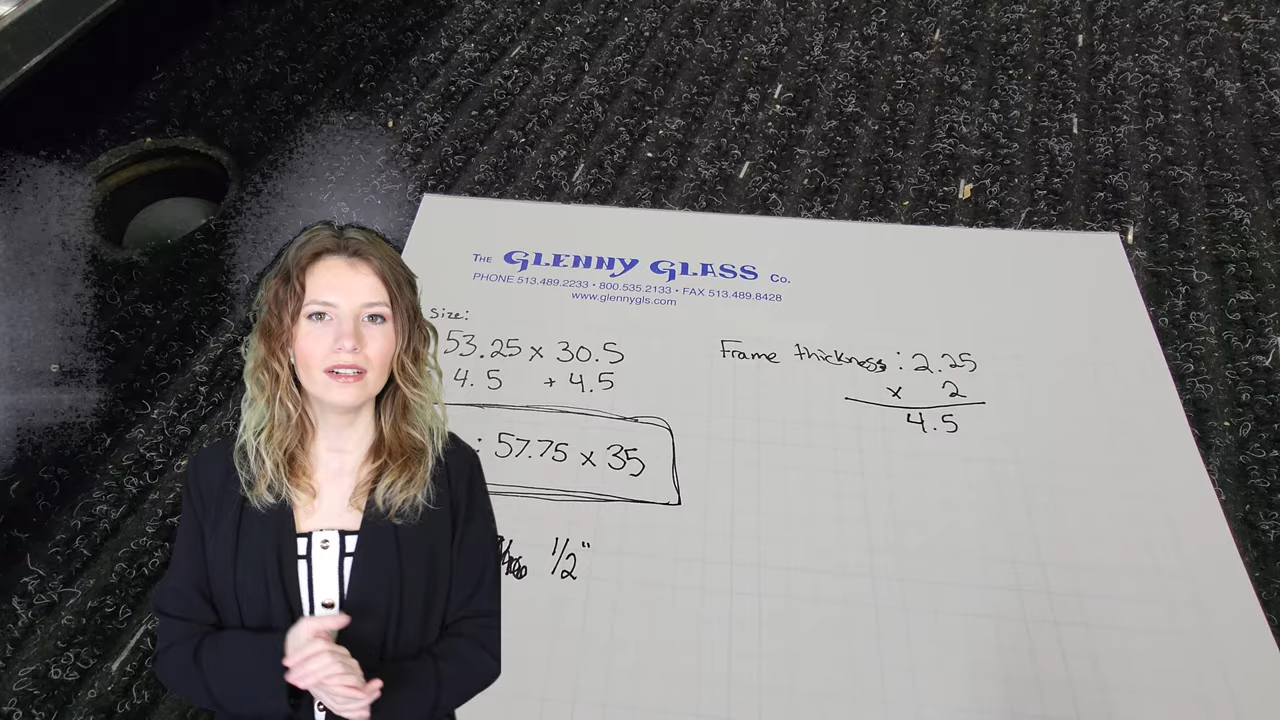 THE GLENNY GLASS Co.
PHONE 513.489.2233 • 800.535.2133 • FAX 513.489.8428
www.glennygls.com
Size:
53.25 x 30.5
4.5 + 4.5
: 57.75 x 35
1/2"
Frame thickness: 2.25
x 2
4.5